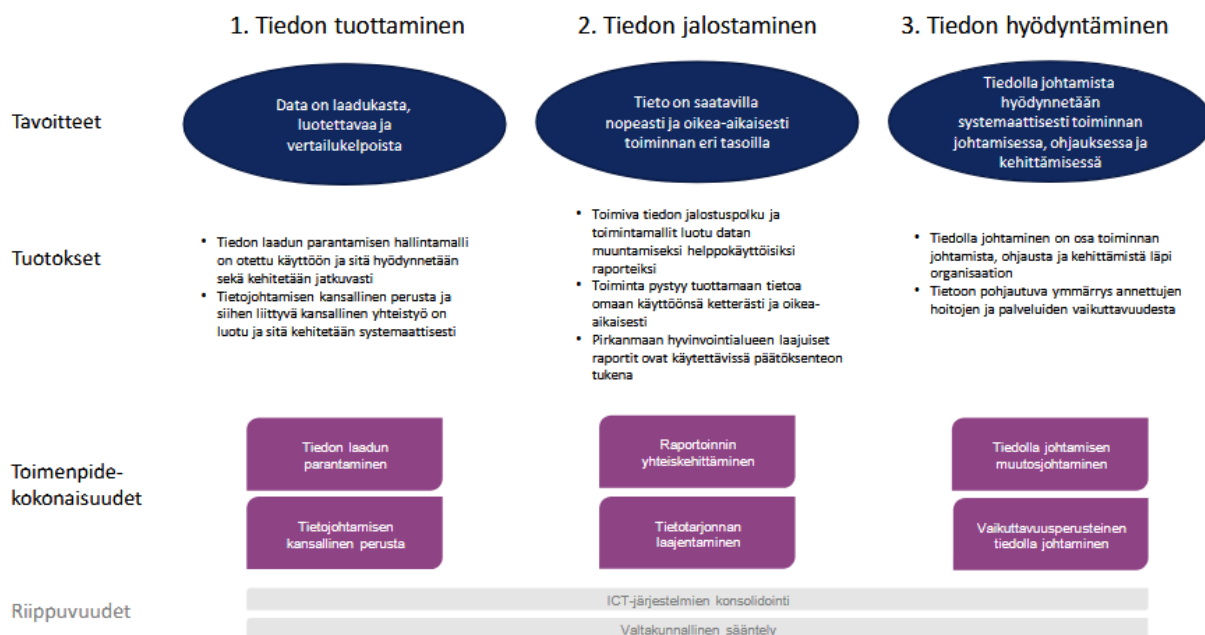 1. Tiedon tuottaminen
2. Tiedon jalostaminen
3. Tiedon hyödyntäminen
Tavoitteet
Data on laadukasta,
luotettavaa ja
vertailukelpoista
Tieto on saatavilla
nopeasti ja oikea-aikaisesti
toiminnan eri tasoilla
Tiedolla johtamista
hyödynnetään
systemaattisesti toiminnan
johtamisessa, ohjauksessa ja
kehittämisessä
Tuotokset
• Tiedon laadun parantamisen hallintamalli
on otettu käyttöön ja sitä hyödynnetään
sekä kehitetään jatkuvasti
• Tietojohtamisen kansallinen perusta ja
siihen liittyvä kansallinen yhteistyö on
luotu ja sitä kehitetään systemaattisesti
• Toimiva tiedon jalostuspolku ja
toimintamallit luotu datan
muuntamiseksi helppokäyttöisiksi
raporteiksi
• Toiminta pystyy tuottamaan tietoa
omaan käyttöönsä ketterästi ja oikea-
aikaisesti
• Pirkanmaan hyvinvointialueen laajuiset
raportit ovat käytettävissä päätöksenteon
tukena
• Tiedolla johtaminen on osa toiminnan
johtamista, ohjausta ja kehittämistä läpi
organisaation
• Tietoon pohjautuva ymmärrys annettujen
hoitojen ja palveluiden vaikuttavuudesta
Toimenpide-
kokonaisuudet
Tiedon laadun
parantaminen
Raportoinnin
yhteiskehittäminen
Tiedolla johtamisen
muutosjohtaminen
Tietojohtamisen
kansallinen perusta
Tietotarjonnan
laajentaminen
Vaikuttavuusperusteinen
tiedolla johtaminen
Riippuvuudet
ICT-järjestelmien konsolidointi
Valtakunnallinen sääntely